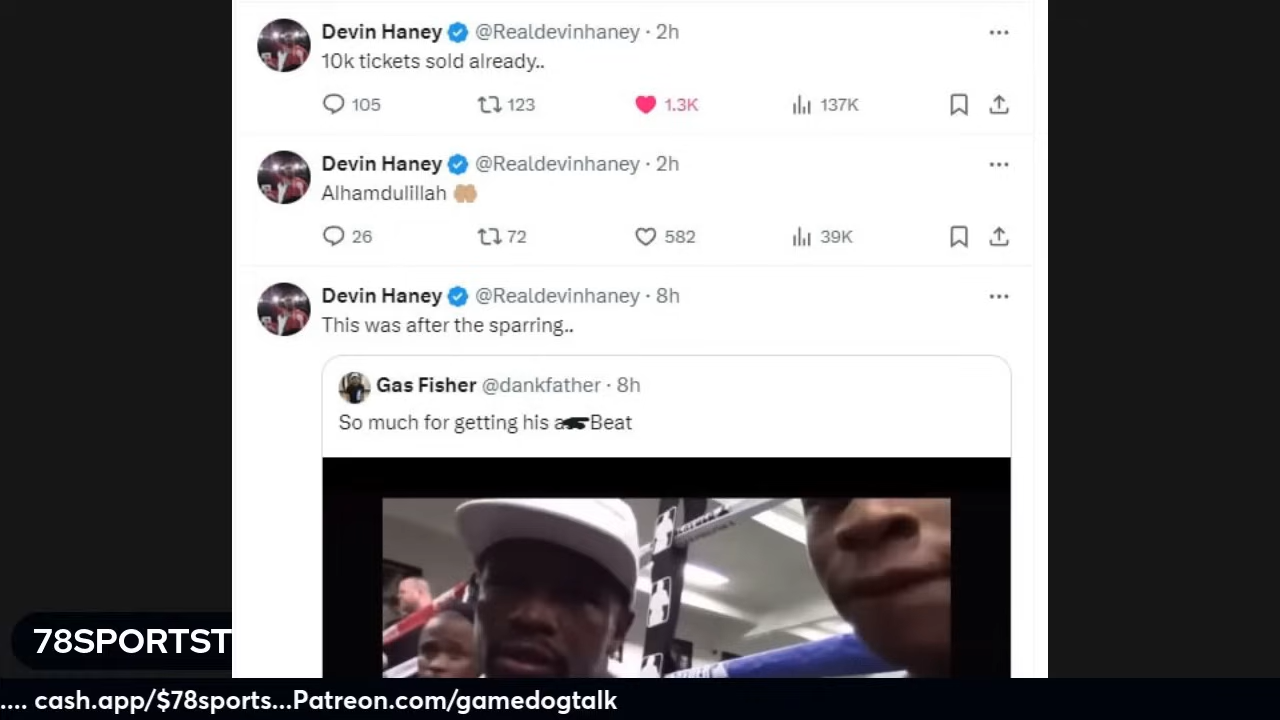 Devin Haney @Realdevinhaney · 2h
10k tickets sold already..
105 123 1.3K 137K
Devin Haney @Realdevinhaney · 2h
Alhamdulillah 🤲🏽
26 72 582 39K
Devin Haney @Realdevinhaney · 8h
This was after the sparring..
Gas Fisher @dankfather · 8h
So much for getting his a Beat
78SPORTST
.... cash.app/$78sports...Patreon.com/gamedogtalk